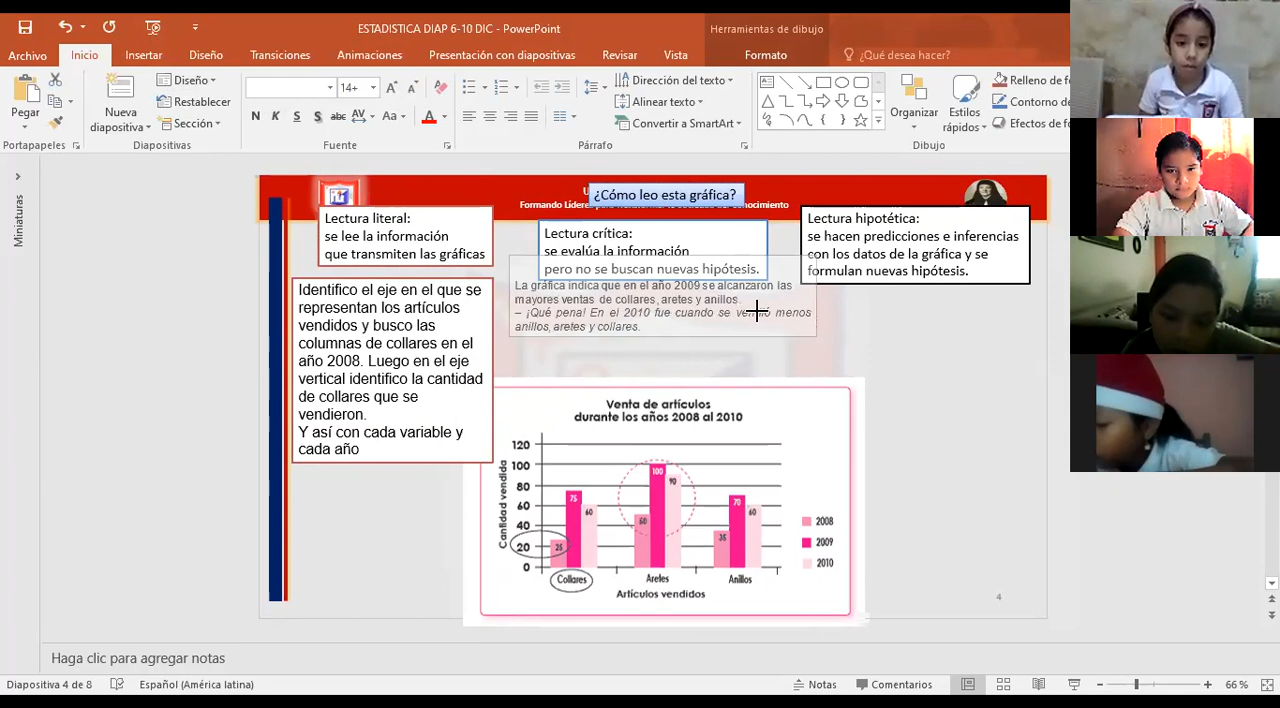 ESTADISTICA DIAP 6-10 DIC - PowerPoint
Herramientas de dibujo
Archivo
Inicio
Insertar
Diseño
Transiciones
Animaciones
Presentación con diapositivas
Revisar
Vista
Formato
¿Qué desea hacer?
Pegar
Portapapeles
Nueva
diapositiva
Diseño
Restablecer
Sección
Diapositivas
14+
N K S S abc AV Aa A
Fuente
Dirección del texto
Alinear texto
Convertir a SmartArt
Párrafo
Organizar
Estilos
rápidos
Relleno de fo
Contorno de
Efectos de fo
Dibujo
Miniaturas
¿Cómo leo esta gráfica?
Formando Líderes
Lectura literal:
se lee la información
que transmiten las gráficas
Lectura crítica:
se evalúa la información
pero no se buscan nuevas hipótesis.
Lectura hipotética:
se hacen predicciones e inferencias
con los datos de la gráfica y se
formulan nuevas hipótesis.
La gráfica indica que en el año 2009 se alcanzaron las
mayores ventas de collares, aretes y anillos.
– ¡Qué pena! En el 2010 fue cuando se vendió menos
anillos, aretes y collares.
Identifico el eje en el que se
representan los artículos
vendidos y busco las
columnas de collares en el
año 2008. Luego en el eje
vertical identifico la cantidad
de collares que se
vendieron.
Y así con cada variable y
cada año
Venta de artículos
durante los años 2008 al 2010
Cantidad vendida
120
100
80
60
40
20
0
25 75 60
50 100 90
35 70 60
Collares Aretes Anillos
Artículos vendidos
2008
2009
2010
4
Haz clic para agregar notas
Diapositiva 4 de 8
Español (América latina)
Notas
Comentarios
66 %